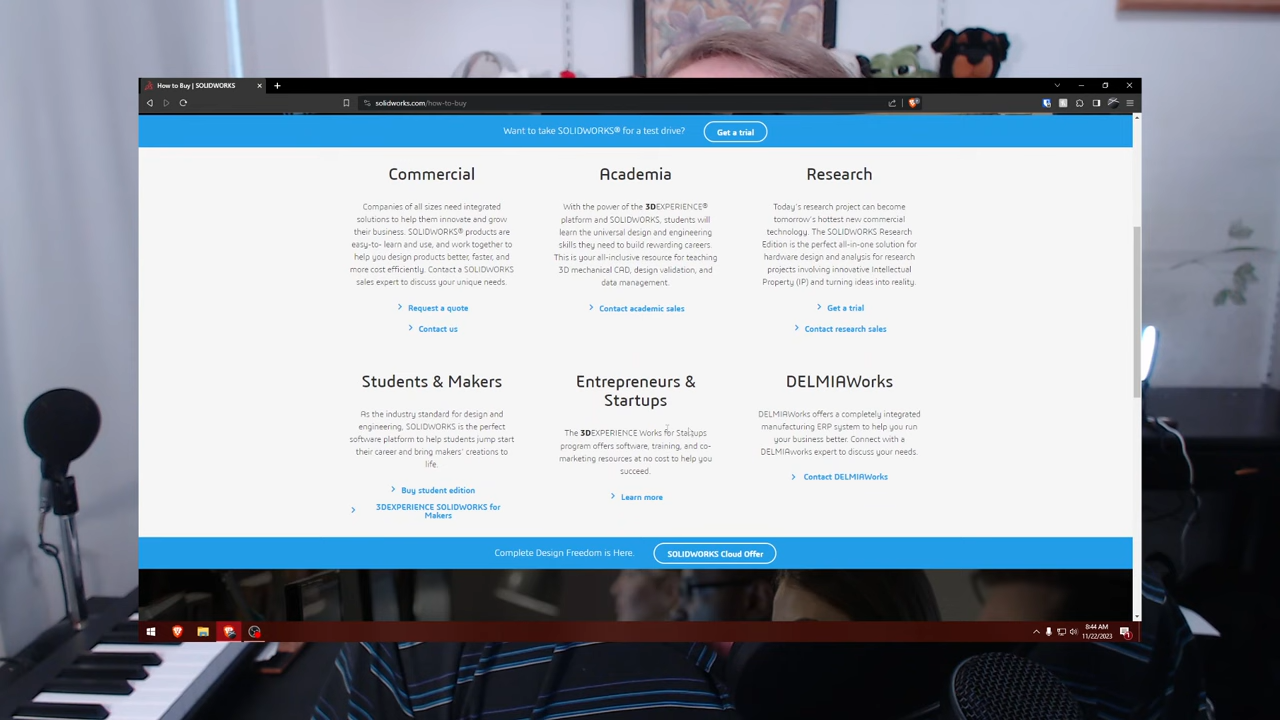 How to Buy | SOLIDWORKS
solidworks.com/how-to-buy
Want to take SOLIDWORKS® for a test drive?
Get a trial
Commercial
Companies of all sizes need integrated
solutions to help them innovate and grow
their business. SOLIDWORKS® products are
easy-to- learn and use, and work together to
help you design products better, faster, and
more cost efficiently. Contact a SOLIDWORKS
sales expert to discuss your unique needs.
Request a quote
Contact us
Academia
With the power of the 3DEXPERIENCE®
platform and SOLIDWORKS, students will
learn the universal design and engineering
skills they need to build rewarding careers.
This is your all-inclusive resource for teaching
3D mechanical CAD, design validation, and
data management.
Contact academic sales
Research
Today's research project can become
tomorrow's hottest new commercial
technology. The SOLIDWORKS Research
Edition is the perfect all-in-one solution for
hardware design and analysis for research
projects involving innovative Intellectual
Property (IP) and turning ideas into reality.
Get a trial
Contact research sales
Students & Makers
As the industry standard for design and
engineering, SOLIDWORKS is the perfect
software platform to help students jump start
their career and bring makers' creations to
life.
Buy student edition
3DEXPERIENCE SOLIDWORKS for
Makers
Entrepreneurs &
Startups
The 3DEXPERIENCE Works for Startups
program offers software, training, and co-
marketing resources at no cost to help you
succeed.
Learn more
DELMIAWorks
DELMIAWorks offers a completely integrated
manufacturing ERP system to help you run
your business better. Connect with a
DELMIAworks expert to discuss your needs.
Contact DELMIAWorks
Complete Design Freedom is Here.
SOLIDWORKS Cloud Offer
8:44 AM
11/22/2023